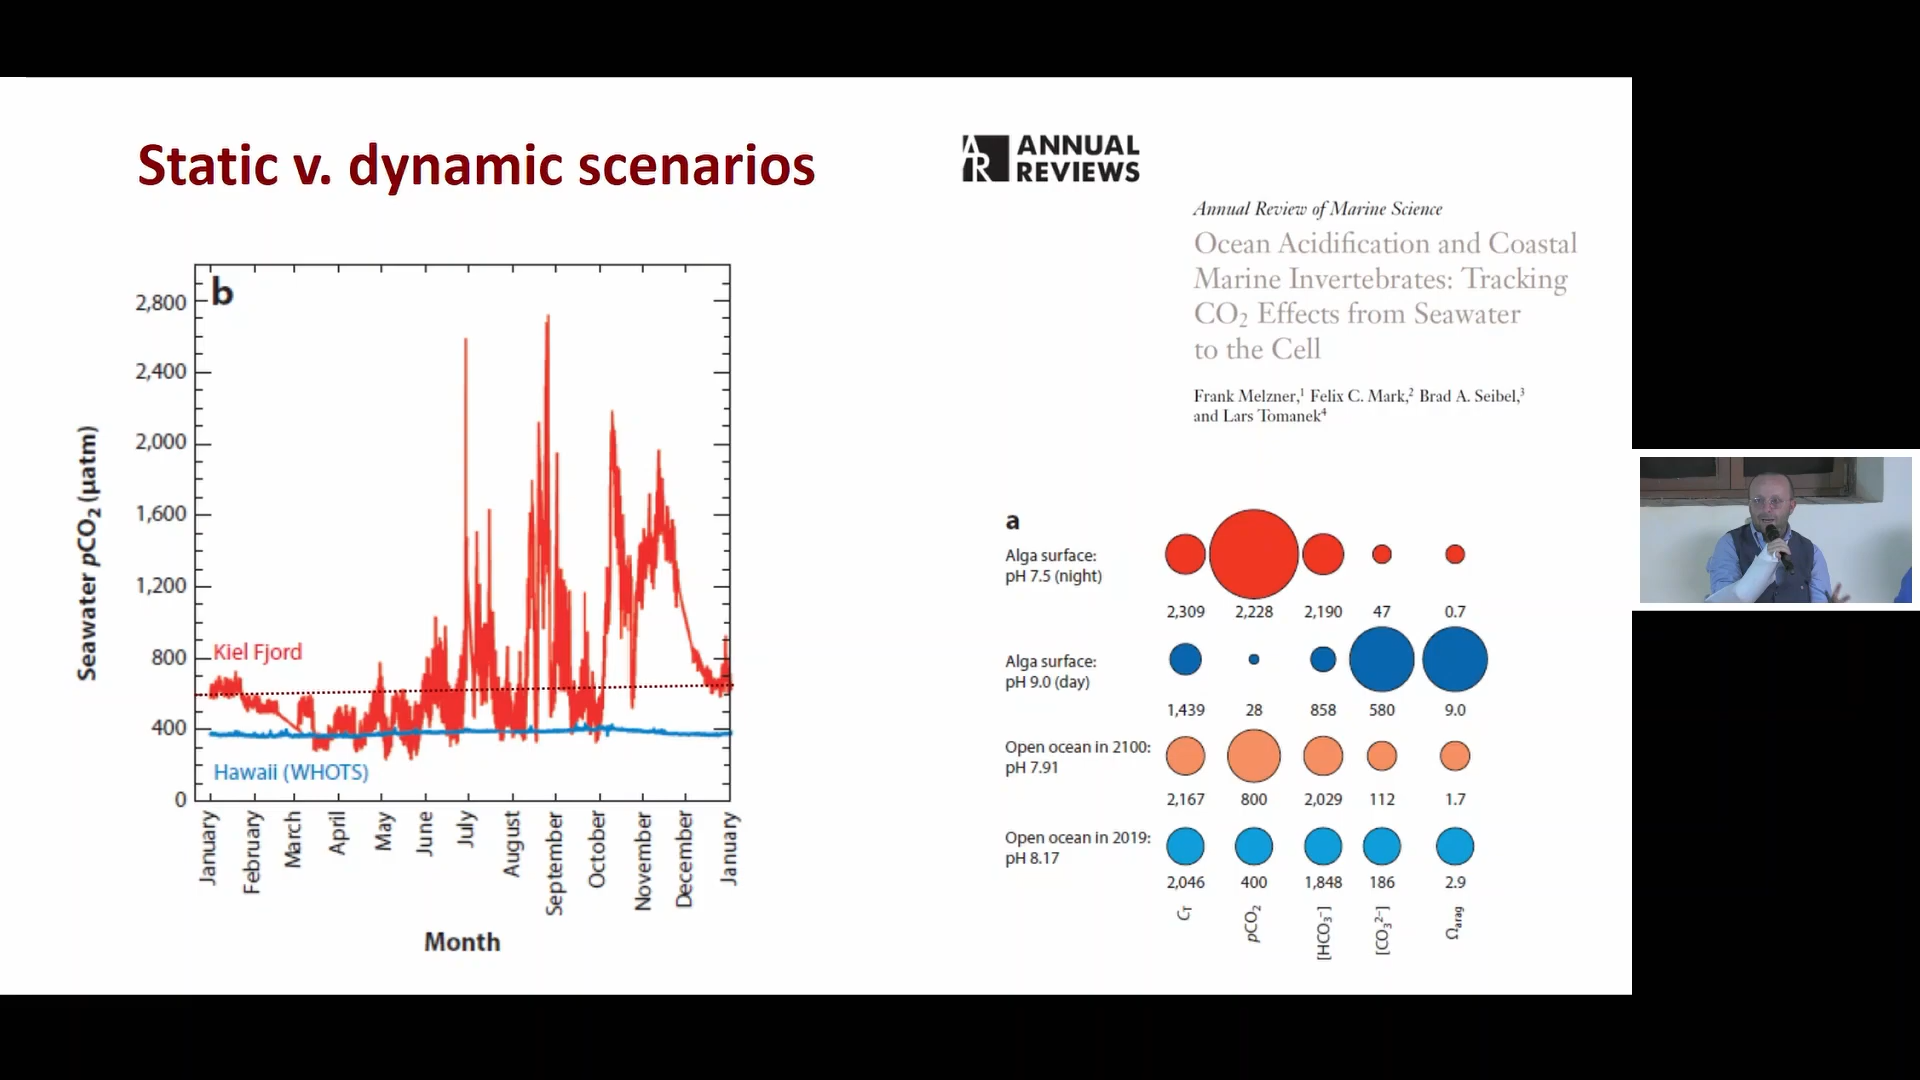 Static v. dynamic scenarios
AR ANNUAL
REVIEWS
Annual Review of Marine Science
Ocean Acidification and Coastal
Marine Invertebrates: Tracking
CO₂ Effects from Seawater
to the Cell
Frank Melzner,¹ Felix C. Mark,² Brad A. Seibel,³
and Lars Tomanek⁴
b
Seawater pCO₂ (µatm)
2,800
2,400
2,000
1,600
1,200
800
400
0
Kiel Fjord
Hawaii (WHOTS)
January
February
March
April
May
June
July
August
September
October
November
December
January
Month
a
Alga surface:
pH 7.5 (night)
2,309 2,228 2,190 47 0.7
Alga surface:
pH 9.0 (day)
1,439 28 858 580 9.0
Open ocean in 2100:
pH 7.91
2,167 800 2,029 112 1.7
Open ocean in 2019:
pH 8.17
2,046 400 1,848 186 2.9
C_T pCO₂ [HCO₃⁻] [CO₃²⁻] Ω_arag